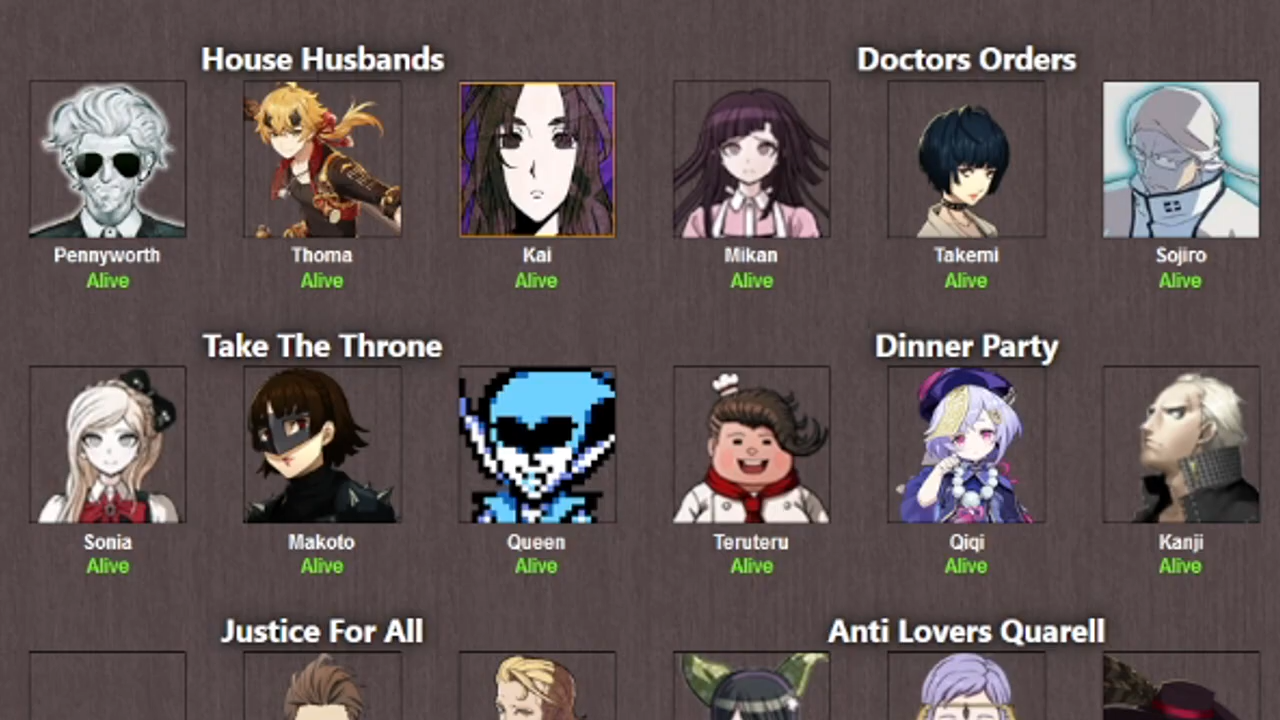 House Husbands
Doctors Orders
Pennyworth
Alive
Thoma
Alive
Kai
Alive
Mikan
Alive
Takemi
Alive
Sojiro
Alive
Take The Throne
Dinner Party
Sonia
Alive
Makoto
Alive
Queen
Alive
Teruteru
Alive
Qiqi
Alive
Kanji
Alive
Justice For All
Anti Lovers Quarell